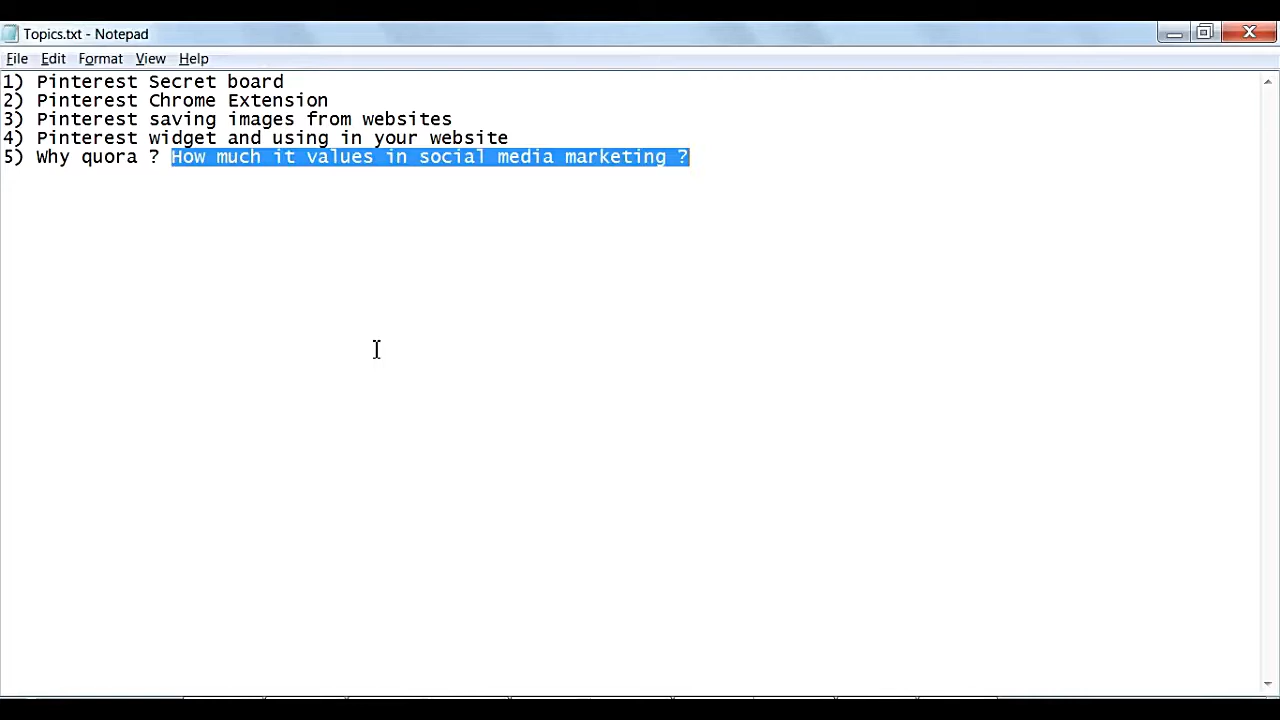 Topics.txt - Notepad
File Edit Format View Help
1) Pinterest Secret board
2) Pinterest Chrome Extension
3) Pinterest saving images from websites
4) Pinterest widget and using in your website
5) Why quora ? How much it values in social media marketing ?